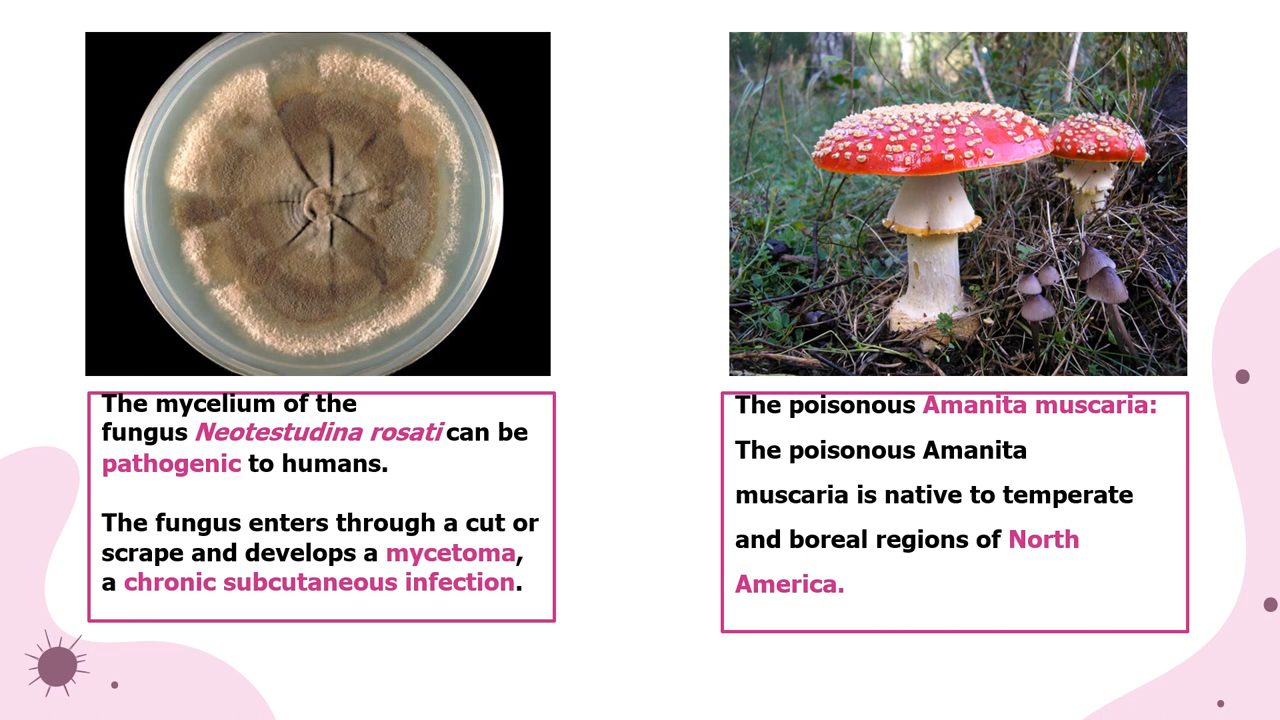 The mycelium of the
fungus Neotestudina rosati can be
pathogenic to humans.
The fungus enters through a cut or
scrape and develops a mycetoma,
a chronic subcutaneous infection.
The poisonous Amanita muscaria:
The poisonous Amanita
muscaria is native to temperate
and boreal regions of North
America.